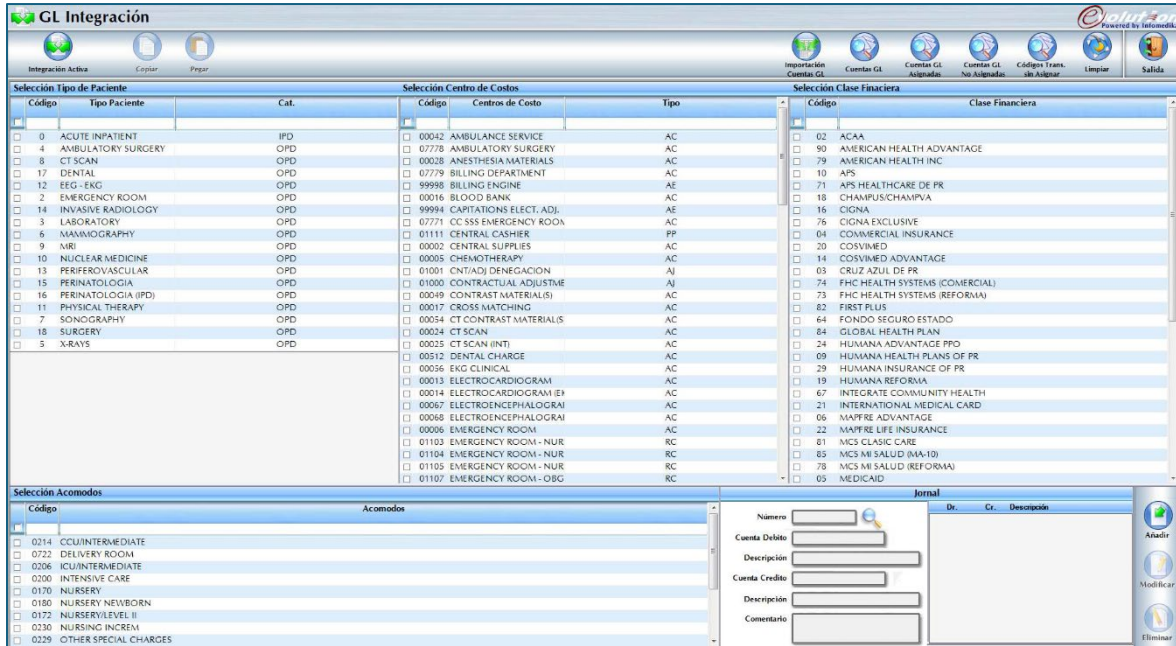 GL Integración
Evolution
Powered by Infomedika
Integración Activa
Copiar
Pegar
Importación Cuentas GL
Cuentas GL
Cuentas GL Asignadas
Cuentas GL No Asignadas
Códigos Trans. sin Asignar
Limpiar
Salida
Selección Tipo de Paciente
Código Tipo Paciente Cat.
0 ACUTE INPATIENT IPD
4 AMBULATORY SURGERY OPD
8 CT SCAN OPD
17 DENTAL OPD
12 EEG - EKG OPD
2 EMERGENCY ROOM OPD
14 INVASIVE RADIOLOGY OPD
3 LABORATORY OPD
6 MAMMOGRAPHY OPD
9 MRI OPD
10 NUCLEAR MEDICINE OPD
13 PERIFEROVASCULAR OPD
15 PERINATOLOGIA OPD
16 PERINATOLOGIA (IPD) OPD
11 PHYSICAL THERAPY OPD
7 SONOGRAPHY OPD
18 SURGERY OPD
5 X-RAYS OPD
Selección Centro de Costos
Código Centros de Costo Tipo
00042 AMBULANCE SERVICE AC
07778 AMBULATORY SURGERY AC
00028 ANESTHESIA MATERIALS AC
07779 BILLING DEPARTMENT AC
99998 BILLING ENGINE AE
00016 BLOOD BANK AC
99994 CAPITATIONS ELECT. ADJ. AE
07771 CC SSS EMERGENCY ROOM AC
01111 CENTRAL CASHIER PP
00002 CENTRAL SUPPLIES AC
00005 CHEMOTHERAPY AC
01001 CNT/ADJ DENEGACION AJ
01000 CONTRACTUAL ADJUSTME AJ
00049 CONTRAST MATERIAL(S) AC
00017 CROSS MATCHING AC
00054 CT CONTRAST MATERIAL(S AC
00024 CT SCAN AC
00025 CT SCAN (INT) AC
00512 DENTAL CHARGE AC
00056 EKG CLINICAL AC
00013 ELECTROCARDIOGRAM AC
00014 ELECTROCARDIOGRAM (EK AC
00067 ELECTROENCEPHALOGRAI AC
00068 ELECTROENCEPHALOGRAI AC
00006 EMERGENCY ROOM AC
01103 EMERGENCY ROOM - NUR RC
01104 EMERGENCY ROOM - NUR RC
01105 EMERGENCY ROOM - NUR RC
01107 EMERGENCY ROOM - OBG RC
Selección Clase Finaciera
Código Clase Financiera
02 ACAA
90 AMERICAN HEALTH ADVANTAGE
79 AMERICAN HEALTH INC
10 APS
71 APS HEALTHCARE DE PR
18 CHAMPUS/CHAMPVA
16 CIGNA
76 CIGNA EXCLUSIVE
04 COMMERCIAL INSURANCE
20 COSVIMED
14 COSVIMED ADVANTAGE
03 CRUZ AZUL DE PR
74 FHC HEALTH SYSTEMS (COMERCIAL)
73 FHC HEALTH SYSTEMS (REFORMA)
82 FIRST PLUS
64 FONDO SEGURO ESTADO
84 GLOBAL HEALTH PLAN
24 HUMANA ADVANTAGE PPO
09 HUMANA HEALTH PLANS OF PR
29 HUMANA INSURANCE OF PR
19 HUMANA REFORMA
67 INTEGRATE COMMUNITY HEALTH
21 INTERNATIONAL MEDICAL CARD
06 MAPFRE ADVANTAGE
22 MAPFRE LIFE INSURANCE
81 MCS CLASIC CARE
85 MCS MI SALUD (MA-10)
78 MCS MI SALUD (REFORMA)
05 MEDICAID
Selección Acomodos
Código Acomodos
0214 CCU/INTERMEDIATE
0722 DELIVERY ROOM
0206 ICU/INTERMEDIATE
0200 INTENSIVE CARE
0170 NURSERY
0180 NURSERY NEWBORN
0172 NURSERY/LEVEL II
0230 NURSING INCREM
0229 OTHER SPECIAL CHARGES
Jornal
Número
Cuenta Debito
Descripción
Cuenta Credito
Descripción
Comentario
Dr. Cr. Descripción
Añadir
Modificar
Eliminar